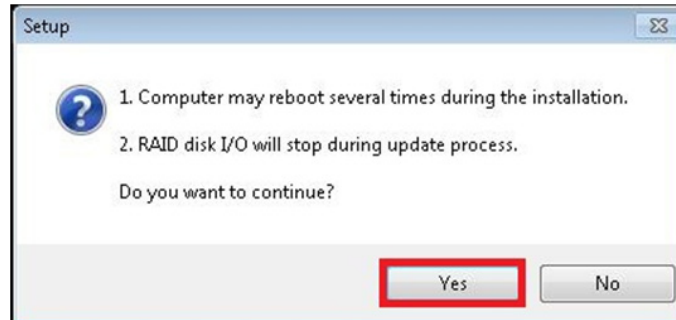 Setup
1. Computer may reboot several times during the installation.
2. RAID disk I/O will stop during update process.
Do you want to continue?
Yes
No